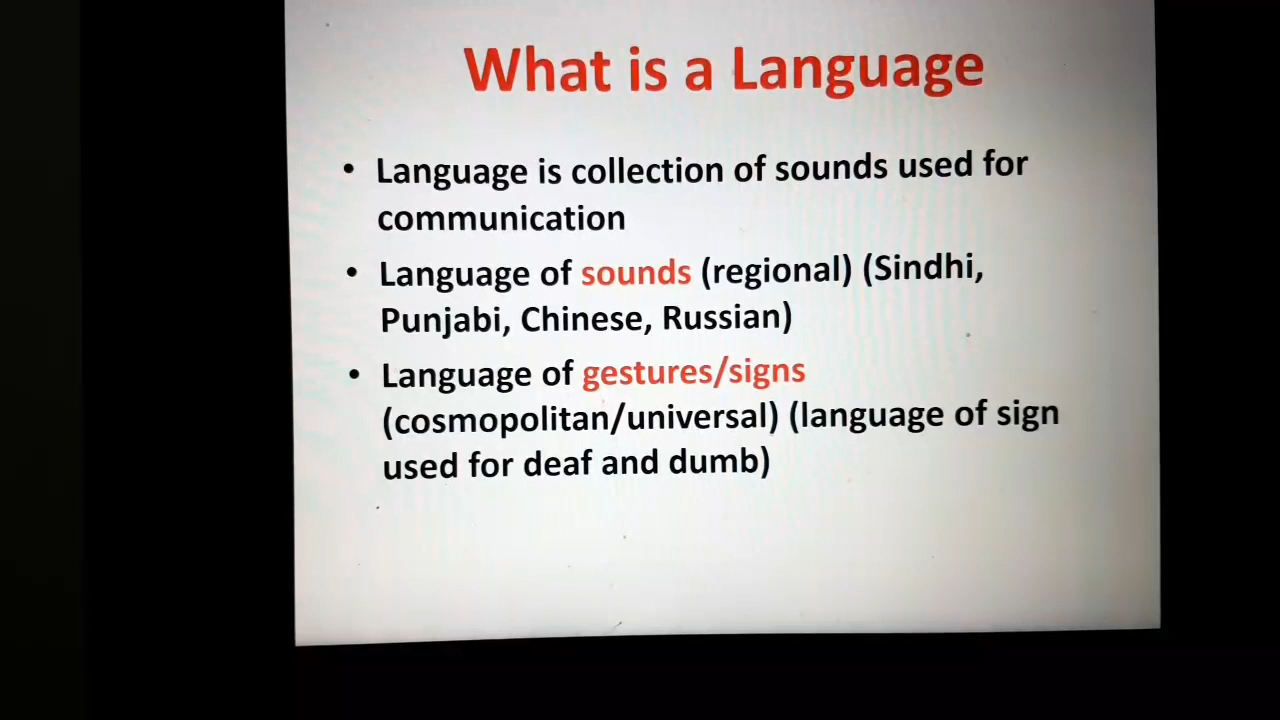 What is a Language
• Language is collection of sounds used for
communication
• Language of sounds (regional) (Sindhi,
Punjabi, Chinese, Russian)
• Language of gestures/signs
(cosmopolitan/universal) (language of sign
used for deaf and dumb)